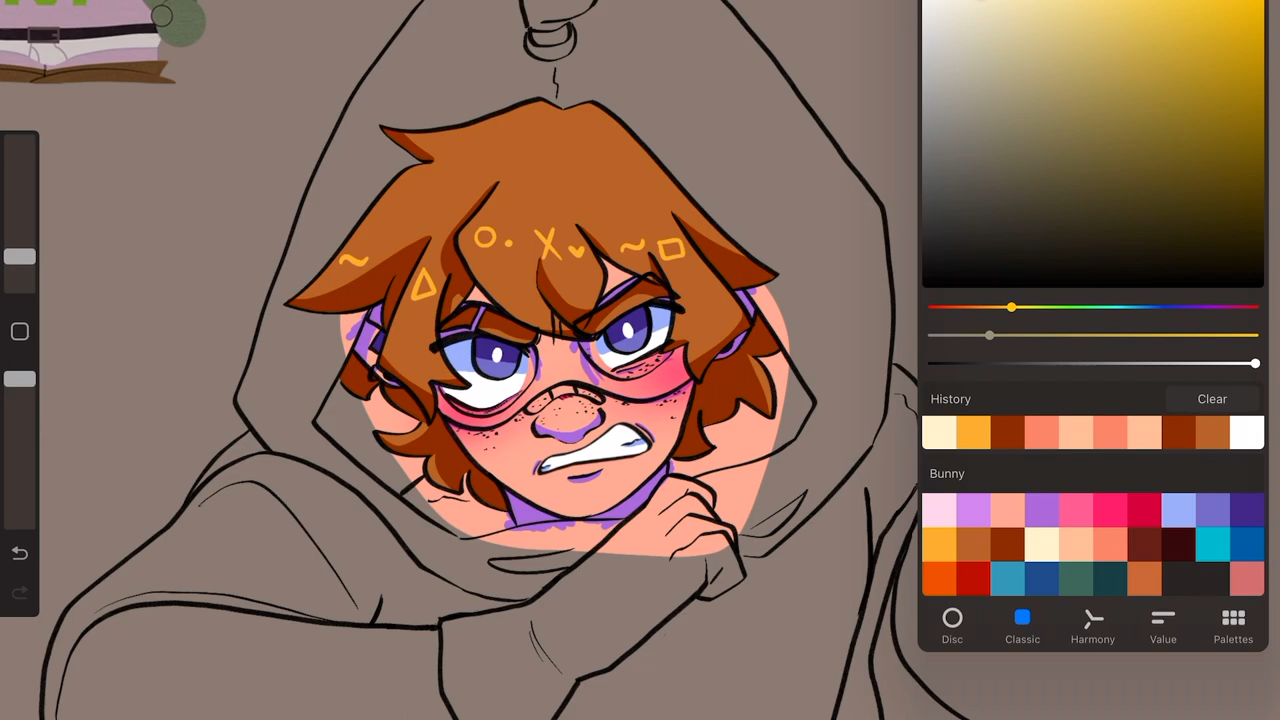 History
Clear
Bunny
Disc
Classic
Harmony
Value
Palettes